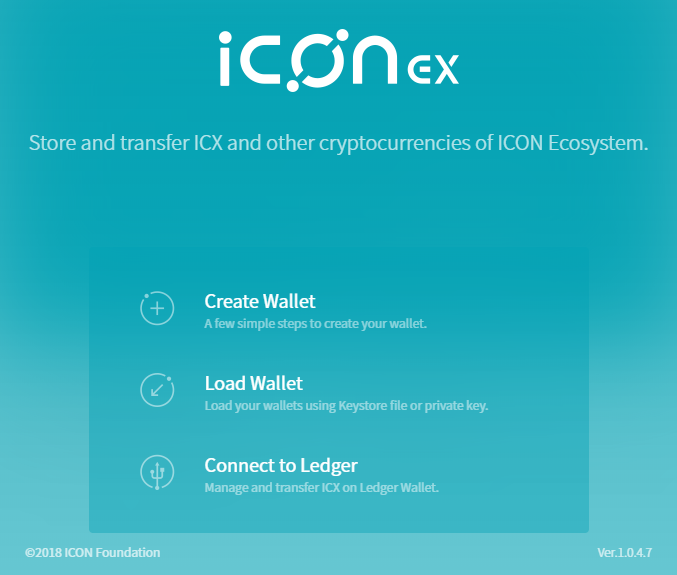 icon ex
Store and transfer ICX and other cryptocurrencies of ICON Ecosystem.
Create Wallet
A few simple steps to create your wallet.
Load Wallet
Load your wallets using Keystore file or private key.
Connect to Ledger
Manage and transfer ICX on Ledger Wallet.
©2018 ICON Foundation
Ver.1.0.4.7